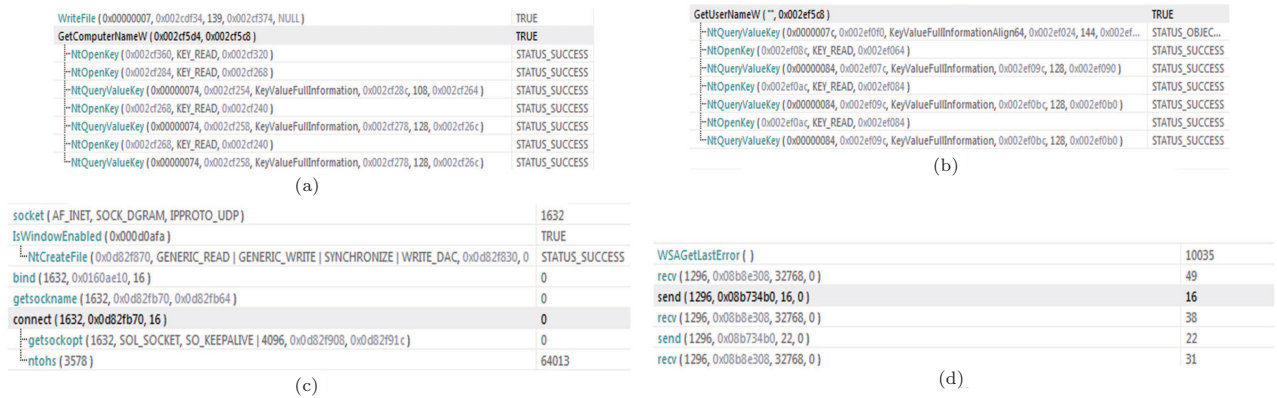 WriteFile ( 0x00000007, 0x002cdf34, 139, 0x002cf374, NULL ) TRUE
GetComputerNameW ( 0x002cf5d4, 0x002cf5c8 ) TRUE
NtOpenKey ( 0x002cf360, KEY_READ, 0x002cf320 ) STATUS_SUCCESS
NtOpenKey ( 0x002cf284, KEY_READ, 0x002cf268 ) STATUS_SUCCESS
NtQueryValueKey ( 0x00000074, 0x002cf254, KeyValueFullInformation, 0x002cf28c, 108, 0x002cf264 ) STATUS_SUCCESS
NtOpenKey ( 0x002cf268, KEY_READ, 0x002cf240 ) STATUS_SUCCESS
NtQueryValueKey ( 0x00000074, 0x002cf258, KeyValueFullInformation, 0x002cf278, 128, 0x002cf26c ) STATUS_SUCCESS
NtOpenKey ( 0x002cf268, KEY_READ, 0x002cf240 ) STATUS_SUCCESS
NtQueryValueKey ( 0x00000074, 0x002cf258, KeyValueFullInformation, 0x002cf278, 128, 0x002cf26c ) STATUS_SUCCESS
(a)
GetUserNameW ( "", 0x002ef5c8 ) TRUE
NtQueryValueKey ( 0x0000007c, 0x002ef0f0, KeyValueFullInformationAlign64, 0x002ef024, 144, 0x002ef... STATUS_OBJEC...
NtOpenKey ( 0x002ef08c, KEY_READ, 0x002ef064 ) STATUS_SUCCESS
NtQueryValueKey ( 0x00000084, 0x002ef07c, KeyValueFullInformation, 0x002ef09c, 128, 0x002ef090 ) STATUS_SUCCESS
NtOpenKey ( 0x002ef0ac, KEY_READ, 0x002ef084 ) STATUS_SUCCESS
NtQueryValueKey ( 0x00000084, 0x002ef09c, KeyValueFullInformation, 0x002ef0bc, 128, 0x002ef0b0 ) STATUS_SUCCESS
NtOpenKey ( 0x002ef0ac, KEY_READ, 0x002ef084 ) STATUS_SUCCESS
NtQueryValueKey ( 0x00000084, 0x002ef09c, KeyValueFullInformation, 0x002ef0bc, 128, 0x002ef0b0 ) STATUS_SUCCESS
(b)
socket ( AF_INET, SOCK_DGRAM, IPPROTO_UDP ) 1632
IsWindowEnabled ( 0x000d0afa ) TRUE
NtCreateFile ( 0x0d82f870, GENERIC_READ | GENERIC_WRITE | SYNCHRONIZE | WRITE_DAC, 0x0d82f830, 0 STATUS_SUCCESS
bind ( 1632, 0x0160ae10, 16 ) 0
getsockname ( 1632, 0x0d82fb70, 0x0d82fb64 ) 0
connect ( 1632, 0x0d82fb70, 16 ) 0
getsockopt ( 1632, SOL_SOCKET, SO_KEEPALIVE | 4096, 0x0d82f908, 0x0d82f91c ) 0
ntohs ( 3578 ) 64013
(c)
WSAGetLastError ( ) 10035
recv ( 1296, 0x08b8e308, 32768, 0 ) 49
send ( 1296, 0x08b734b0, 16, 0 ) 16
recv ( 1296, 0x08b8e308, 32768, 0 ) 38
send ( 1296, 0x08b734b0, 22, 0 ) 22
recv ( 1296, 0x08b8e308, 32768, 0 ) 31
(d)